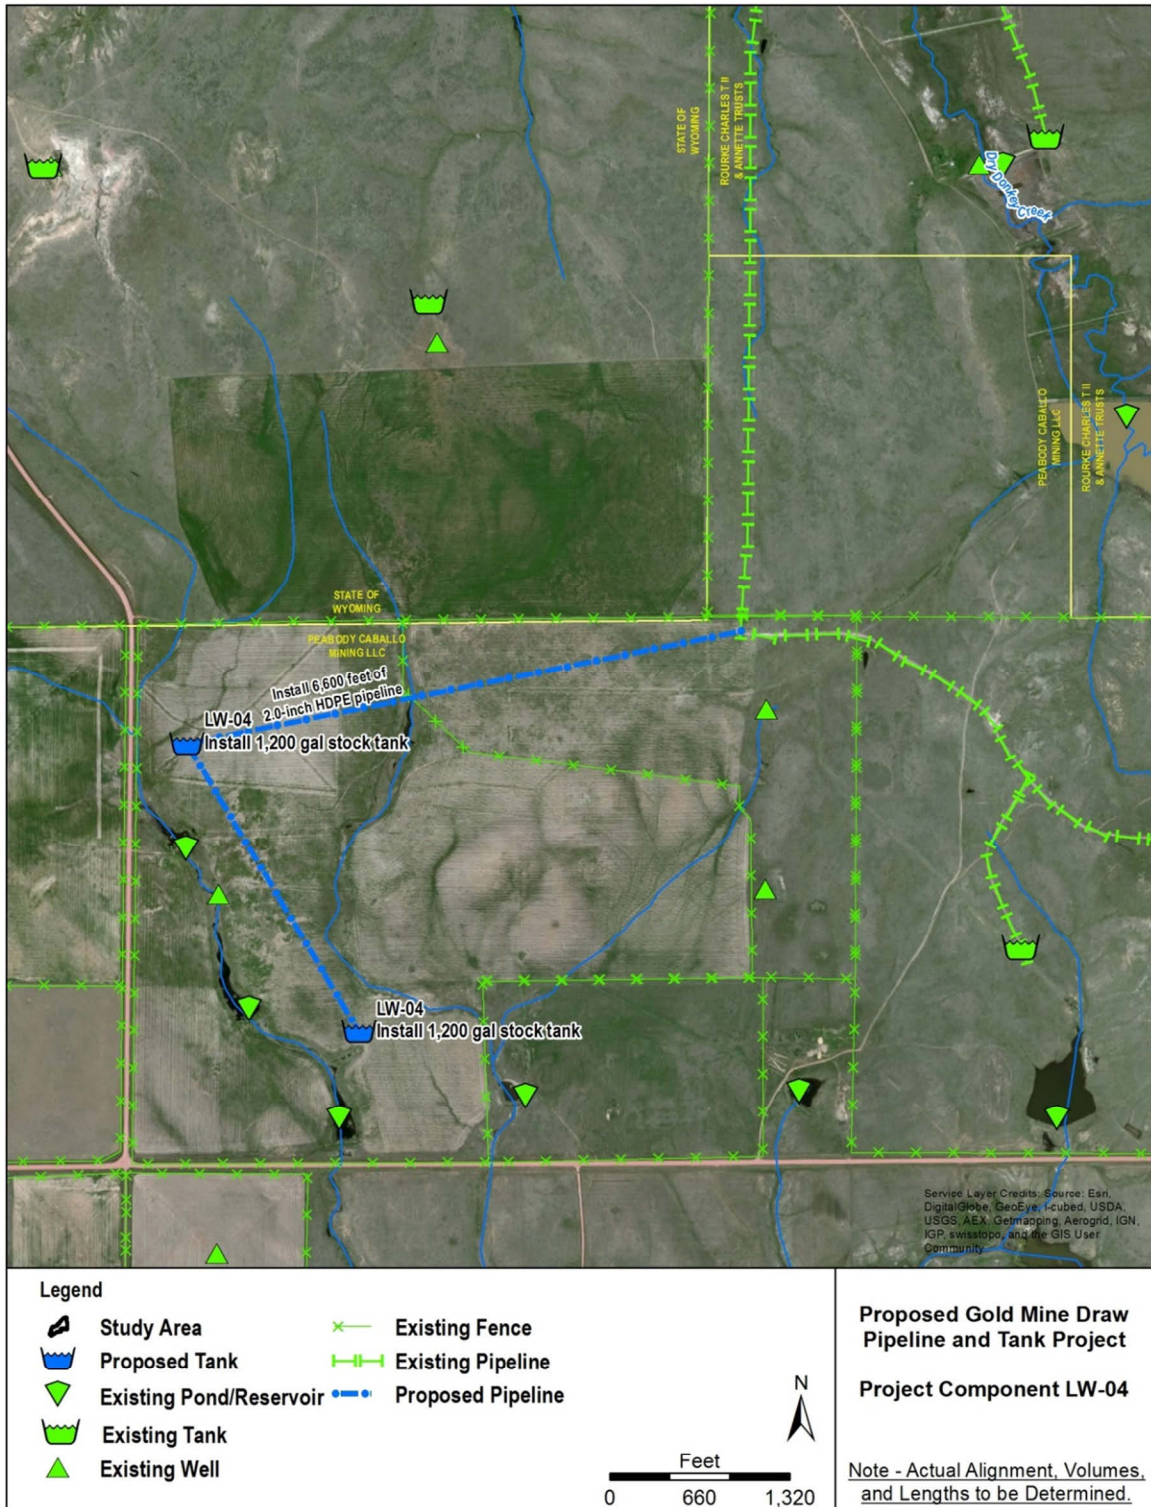 STATE OF
WYOMING
ROURKE CHARLES T II
& ANNETTE TRUSTS
Dry Donkey Creek
PEABODY CABALLO
MINING LLC
ROURKE CHARLES T II
& ANNETTE TRUSTS
STATE OF
WYOMING
PEABODY CABALLO
MINING LLC
Install 6,600 feet of
2.0-inch HDPE pipeline
LW-04
Install 1,200 gal stock tank
LW-04
Install 1,200 gal stock tank
Service Layer Credits: Source: Esri,
DigitalGlobe, GeoEye, i-cubed, USDA,
USGS, AEX, Getmapping, Aerogrid, IGN,
IGP, swisstopo, and the GIS User
Community
Legend
Study Area
Proposed Tank
Existing Pond/Reservoir
Existing Tank
Existing Well
Existing Fence
Existing Pipeline
Proposed Pipeline
N
Feet
0 660 1,320
Proposed Gold Mine Draw
Pipeline and Tank Project
Project Component LW-04
Note - Actual Alignment, Volumes,
and Lengths to be Determined.